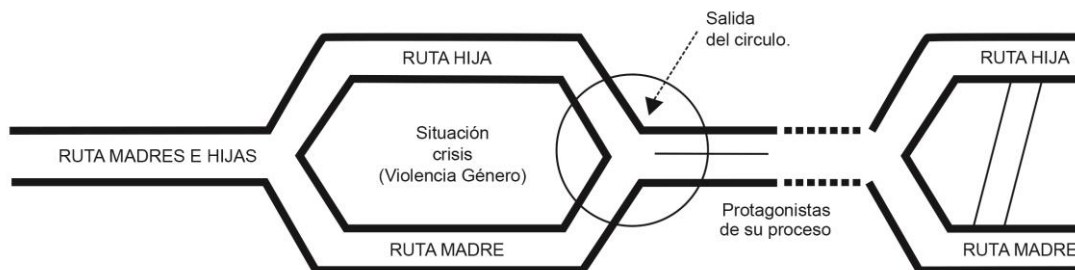 Salida
del circulo.
RUTA HIJA
RUTA HIJA
RUTA MADRES E HIJAS
Situación
crisis
(Violencia Género)
Protagonistas
de su proceso
RUTA MADRE
RUTA MADRE